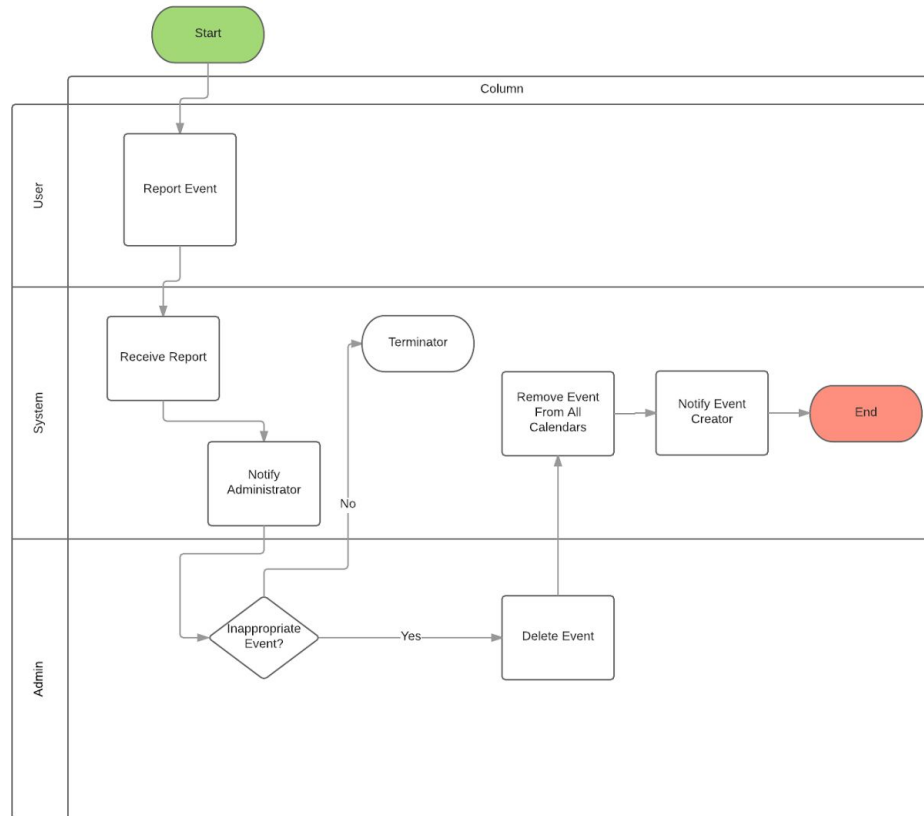 Start
Column
User
Report Event
System
Receive Report
Terminator
Remove Event
From All
Calendars
Notify Event
Creator
End
Notify
Administrator
No
Admin
Inappropriate
Event?
Yes
Delete Event